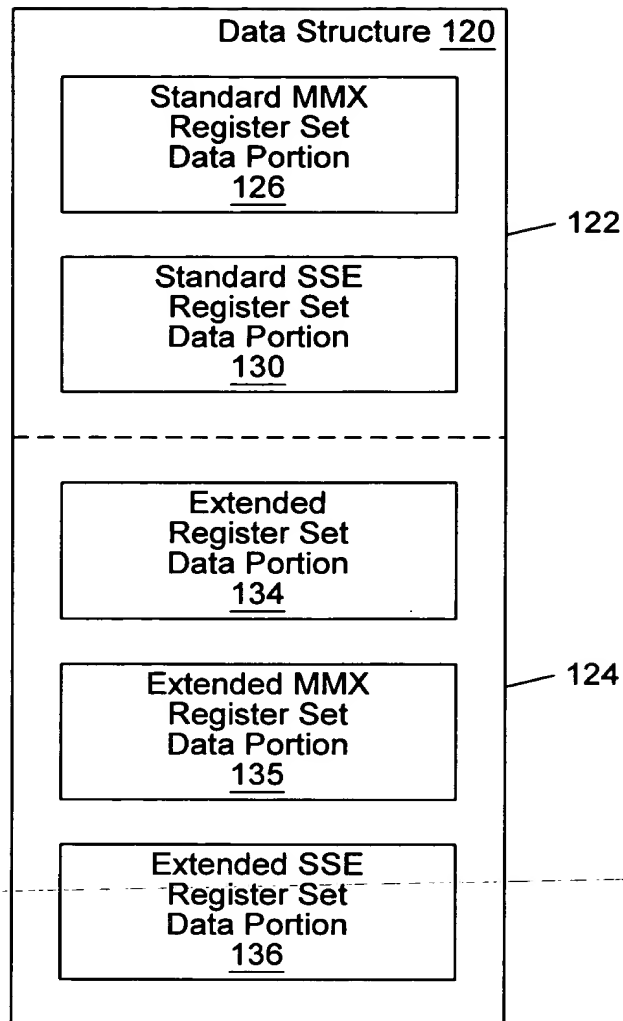 Data Structure 120
Standard MMX
Register Set
Data Portion
126
122
Standard SSE
Register Set
Data Portion
130
Extended
Register Set
Data Portion
134
124
Extended MMX
Register Set
Data Portion
135
Extended SSE
Register Set
Data Portion
136